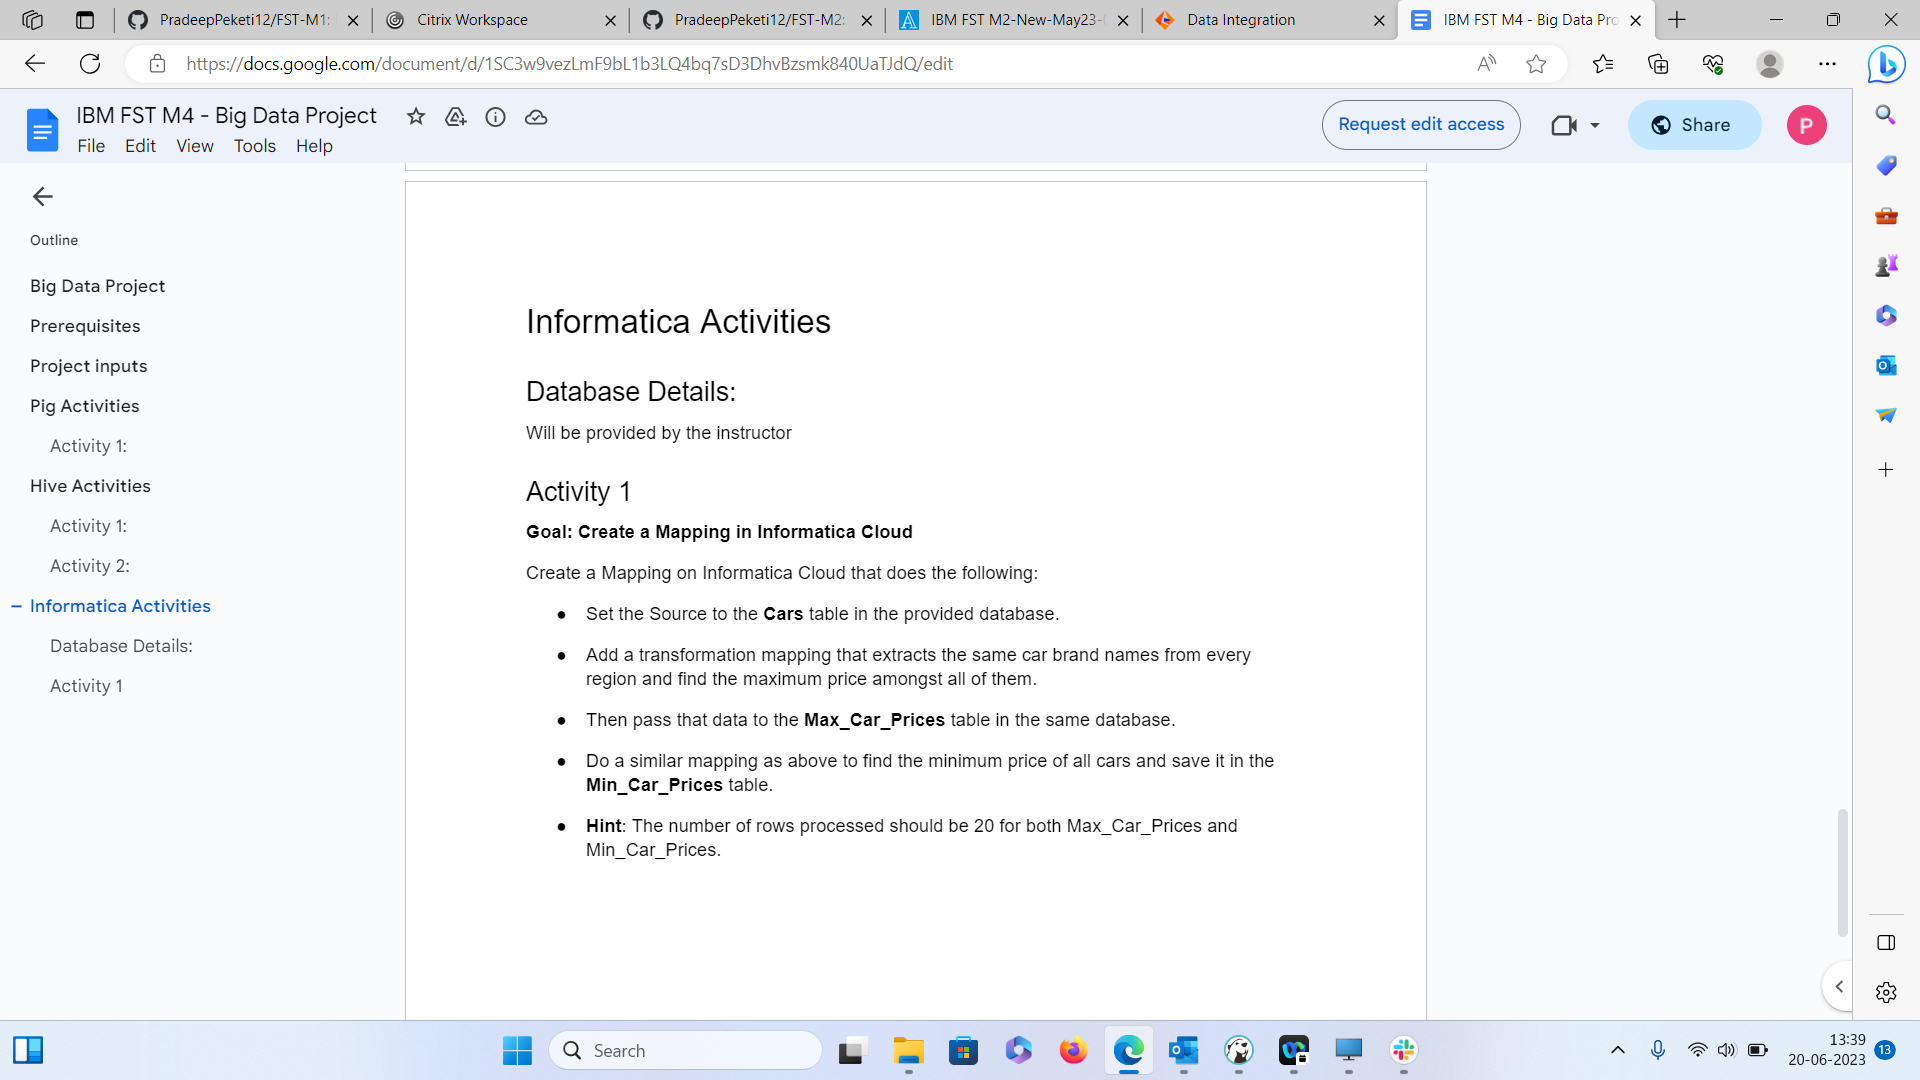 PradeepPeketi12/FST-M1:
Citrix Workspace
PradeepPeketi12/FST-M2:
IBM FST M2-New-May23-
Data Integration
IBM FST M4 - Big Data Pro
https://docs.google.com/document/d/1SC3w9vezLmF9bL1b3LQ4bq7sD3DhvBzsmk840UaTJdQ/edit
IBM FST M4 - Big Data Project
File Edit View Tools Help
Request edit access
Share
P
Outline
Big Data Project
Prerequisites
Project inputs
Pig Activities
Activity 1:
Hive Activities
Activity 1:
Activity 2:
Informatica Activities
Database Details:
Activity 1
Informatica Activities
Database Details:
Will be provided by the instructor
Activity 1
Goal: Create a Mapping in Informatica Cloud
Create a Mapping on Informatica Cloud that does the following:
● Set the Source to the Cars table in the provided database.
● Add a transformation mapping that extracts the same car brand names from every
region and find the maximum price amongst all of them.
● Then pass that data to the Max_Car_Prices table in the same database.
● Do a similar mapping as above to find the minimum price of all cars and save it in the
Min_Car_Prices table.
● Hint: The number of rows processed should be 20 for both Max_Car_Prices and
Min_Car_Prices.
Search
13:39
20-06-2023
13